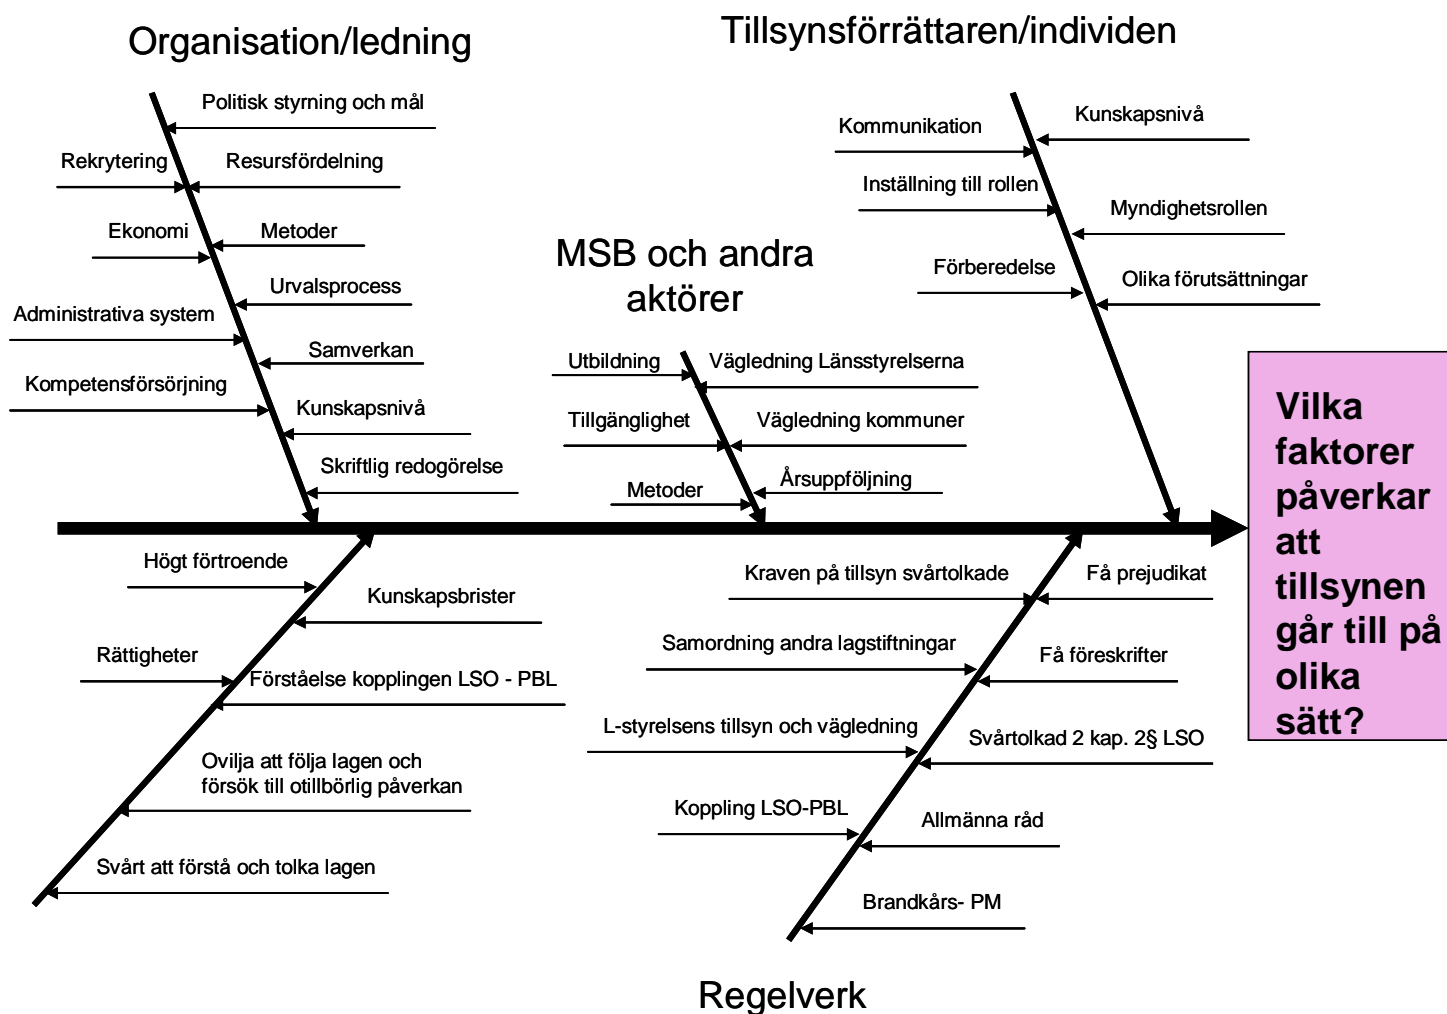 Organisation/ledning
Tillsynsförrättaren/individen
Politisk styrning och mål
Rekrytering
Resursfördelning
Ekonomi
Metoder
Urvalsprocess
Administrativa system
Samverkan
Kompetensförsörjning
Kunskapsnivå
Skriftlig redogörelse
MSB och andra
aktörer
Utbildning
Vägledning Länsstyrelserna
Tillgänglighet
Vägledning kommuner
Metoder
Årsuppföljning
Kommunikation
Kunskapsnivå
Inställning till rollen
Myndighetsrollen
Förberedelse
Olika förutsättningar
Vilka
faktorer
påverkar
att
tillsynen
går till på
olika
sätt?
Högt förtroende
Kunskapsbrister
Rättigheter
Förståelse kopplingen LSO - PBL
Ovilja att följa lagen och
försök till otillbörlig påverkan
Svårt att förstå och tolka lagen
Kraven på tillsyn svårtolkade
Få prejudikat
Samordning andra lagstiftningar
Få föreskrifter
L-styrelsens tillsyn och vägledning
Svårtolkad 2 kap. 2§ LSO
Koppling LSO-PBL
Allmänna råd
Brandkårs- PM
Regelverk